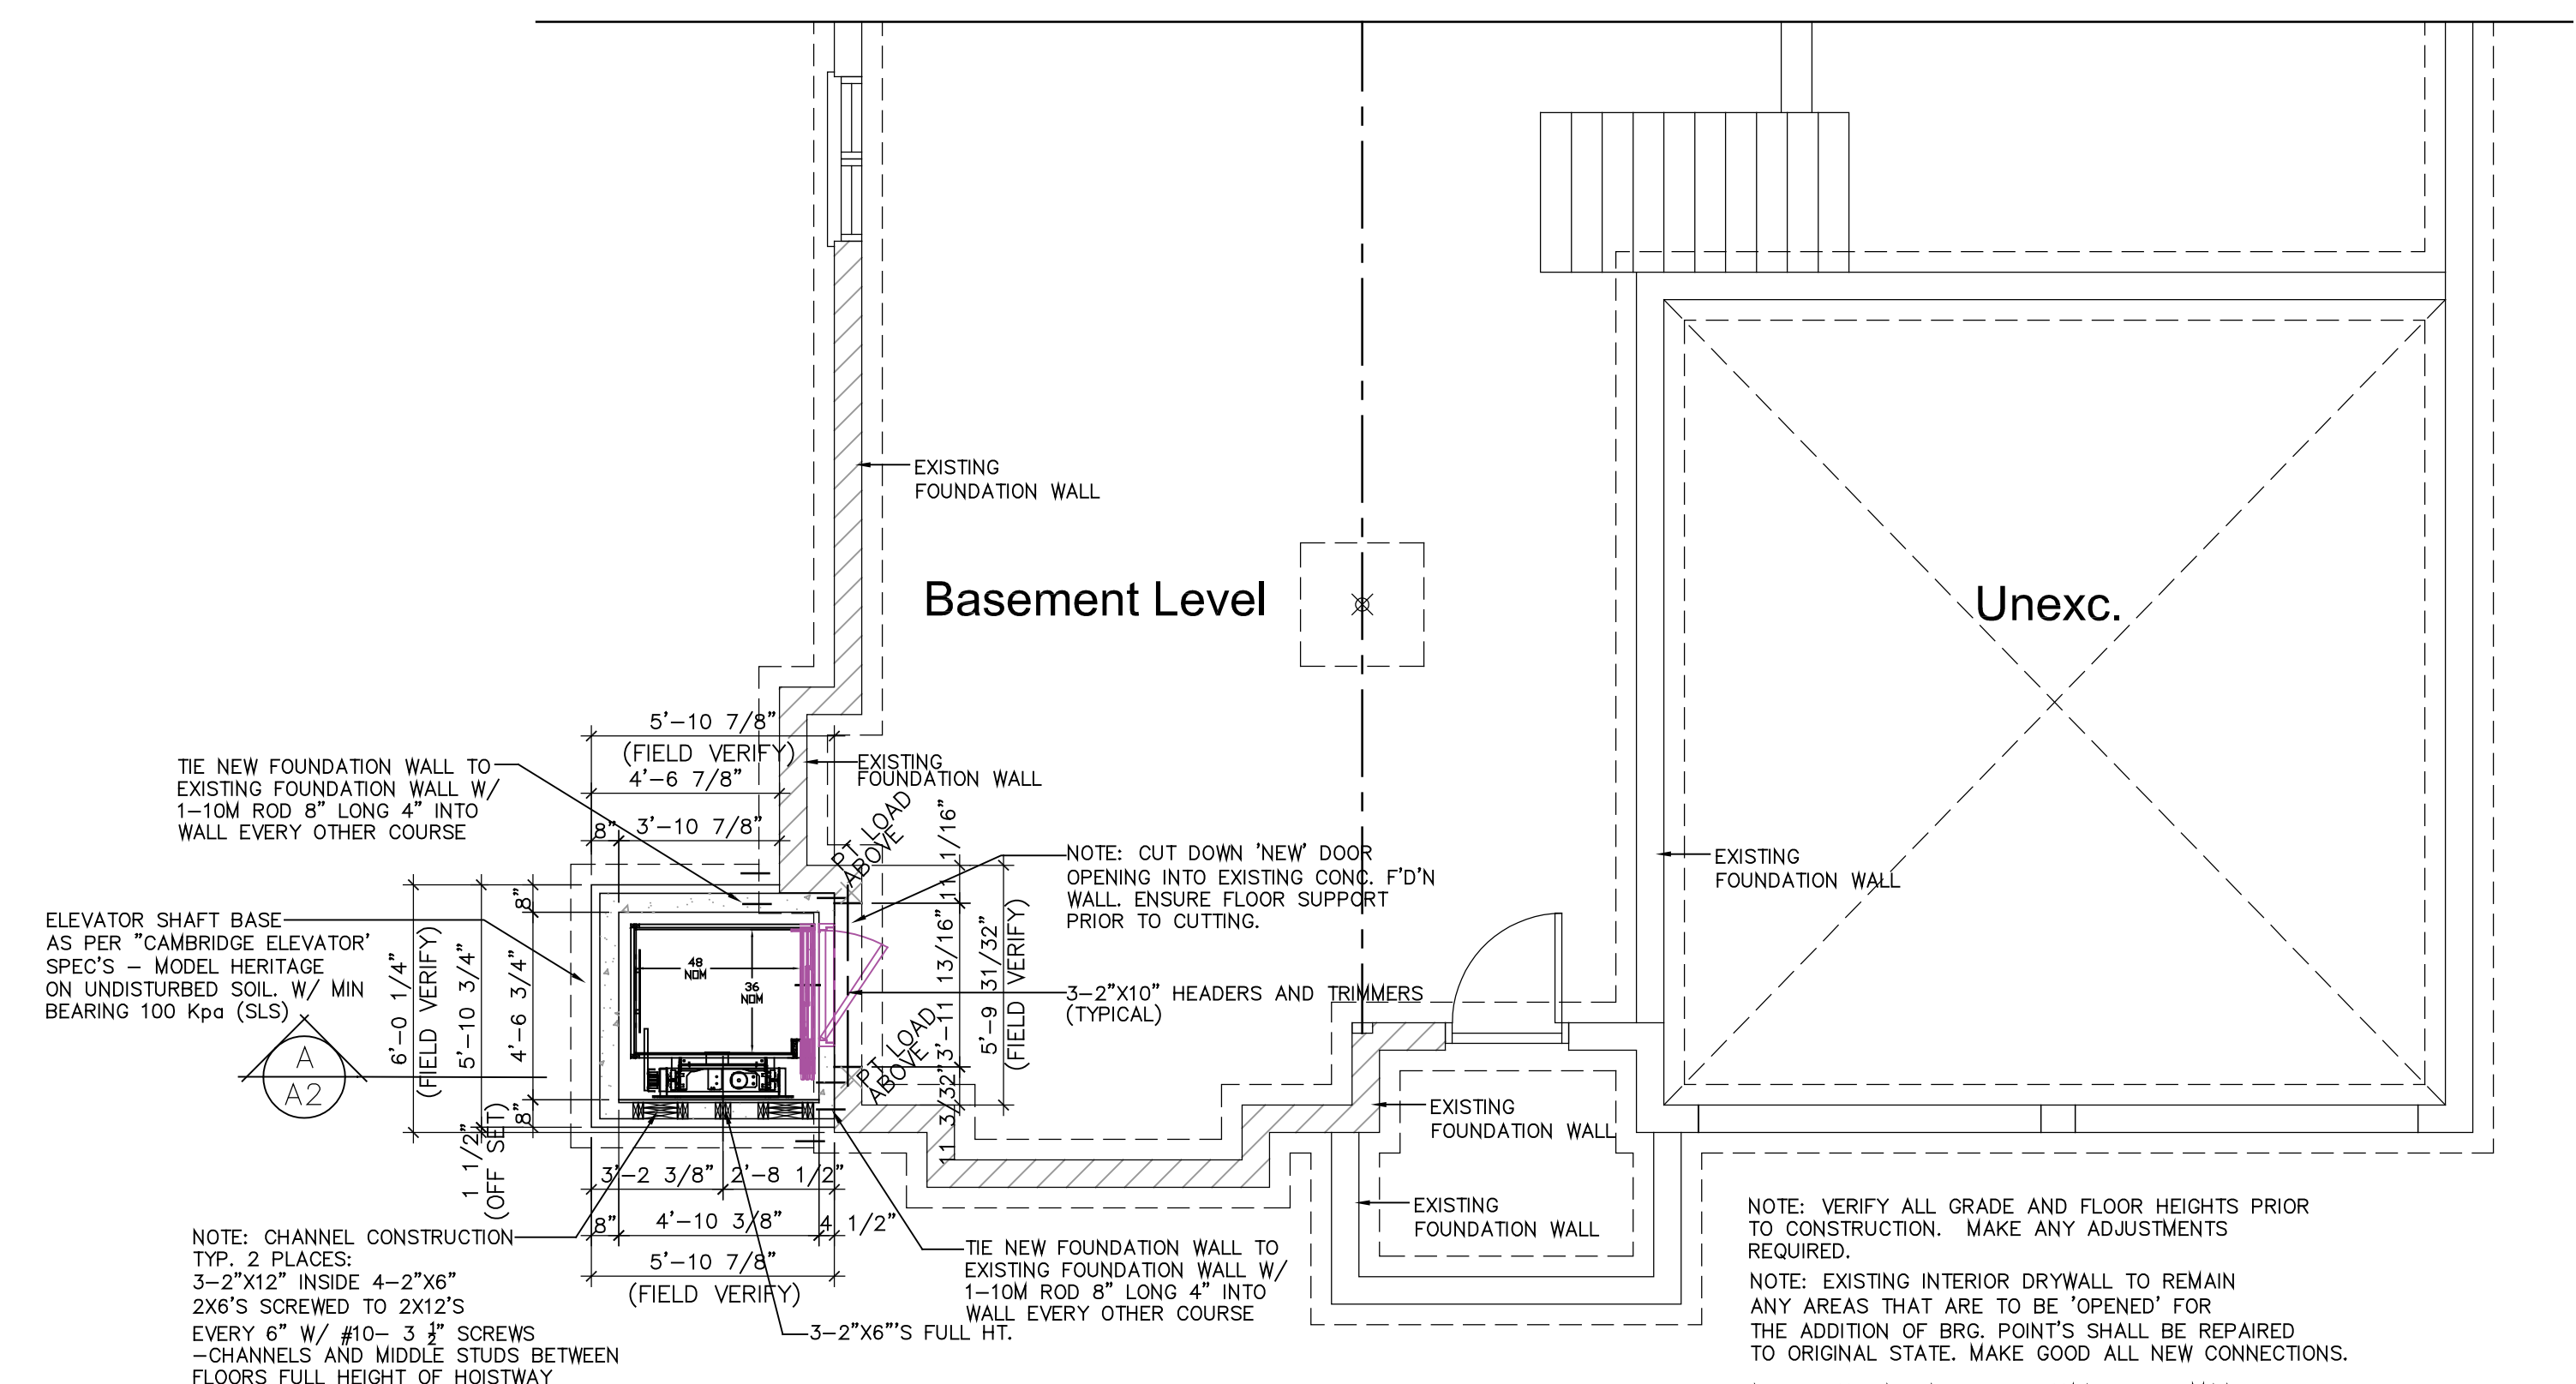 EXISTING
FOUNDATION WALL
Basement Level
Unexc.
5'-10 7/8"
(FIELD VERIFY)
4'-6 7/8"
8"
3'-10 7/8"
EXISTING
FOUNDATION WALL
TIE NEW FOUNDATION WALL TO
EXISTING FOUNDATION WALL W/
1-10M ROD 8" LONG 4" INTO
WALL EVERY OTHER COURSE
PT LOAD
ABOVE
11 1/16"
NOTE: CUT DOWN 'NEW' DOOR
OPENING INTO EXISTING CONC. F'D'N
WALL. ENSURE FLOOR SUPPORT
PRIOR TO CUTTING.
EXISTING
FOUNDATION WALL
ELEVATOR SHAFT BASE
AS PER "CAMBRIDGE ELEVATOR'
SPEC'S - MODEL HERITAGE
ON UNDISTURBED SOIL. W/ MIN
BEARING 100 Kpa (SLS)
A
A2
6'-0 1/4"
(FIELD VERIFY)
5'-10 3/4"
8"
4'-6 3/4"
8"
1 1/2"
(OFF SET)
48
NOM
36
NOM
3'-11 13/16"
5'-9 31/32"
(FIELD VERIFY)
3-2"X10" HEADERS AND TRIMMERS
(TYPICAL)
PT LOAD
ABOVE
11 3/32"
EXISTING
FOUNDATION WALL
EXISTING
FOUNDATION WALL
3'-2 3/8"
2'-8 1/2"
8"
4'-10 3/8"
4 1/2"
5'-10 7/8"
(FIELD VERIFY)
NOTE: CHANNEL CONSTRUCTION
TYP. 2 PLACES:
3-2"X12" INSIDE 4-2"X6"
2X6'S SCREWED TO 2X12'S
EVERY 6" W/ #10- 3 1/2" SCREWS
-CHANNELS AND MIDDLE STUDS BETWEEN
FLOORS FULL HEIGHT OF HOISTWAY
3-2"X6"'S FULL HT.
TIE NEW FOUNDATION WALL TO
EXISTING FOUNDATION WALL W/
1-10M ROD 8" LONG 4" INTO
WALL EVERY OTHER COURSE
NOTE: VERIFY ALL GRADE AND FLOOR HEIGHTS PRIOR
TO CONSTRUCTION. MAKE ANY ADJUSTMENTS
REQUIRED.
NOTE: EXISTING INTERIOR DRYWALL TO REMAIN
ANY AREAS THAT ARE TO BE 'OPENED' FOR
THE ADDITION OF BRG. POINT'S SHALL BE REPAIRED
TO ORIGINAL STATE. MAKE GOOD ALL NEW CONNECTIONS.